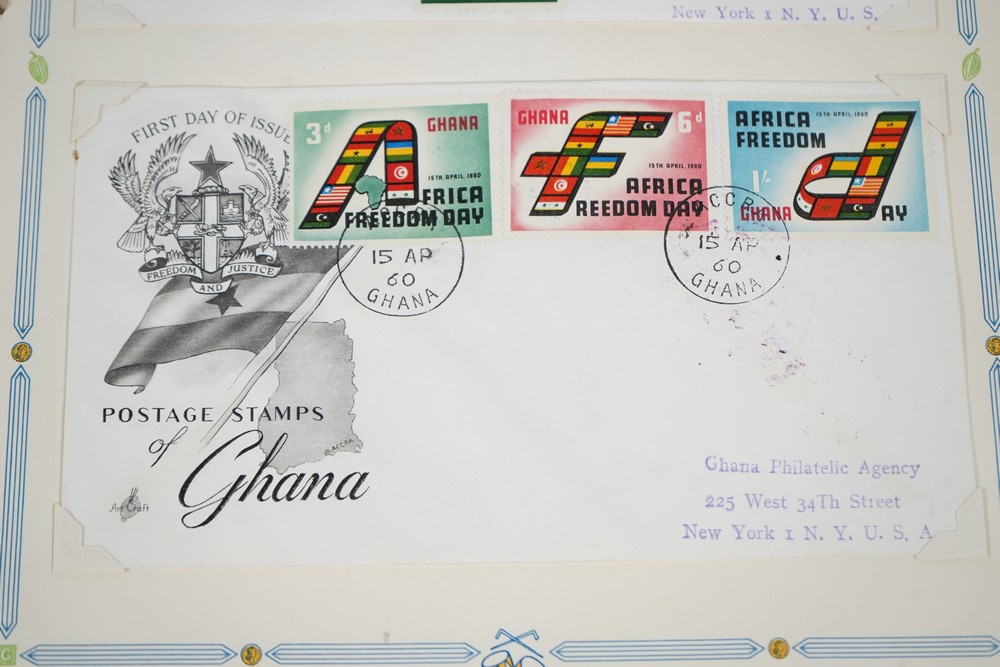 New York 1 N. Y. U. S.
FIRST DAY OF ISSUE
FREEDOM AND JUSTICE
POSTAGE STAMPS
of
Ghana
ACCRA
Art Craft
3d
GHANA
15TH APRIL, 1960
AFRICA
FREEDOM DAY
GHANA
6d
15TH APRIL, 1960
AFRICA
REEDOM DAY
AFRICA
15TH APRIL, 1960
FREEDOM
1/-
GHANA
AY
15 AP
60
GHANA
ACCRA
15 AP
60
GHANA
Ghana Philatelic Agency
225 West 34Th Street
New York 1 N. Y. U. S. A
G